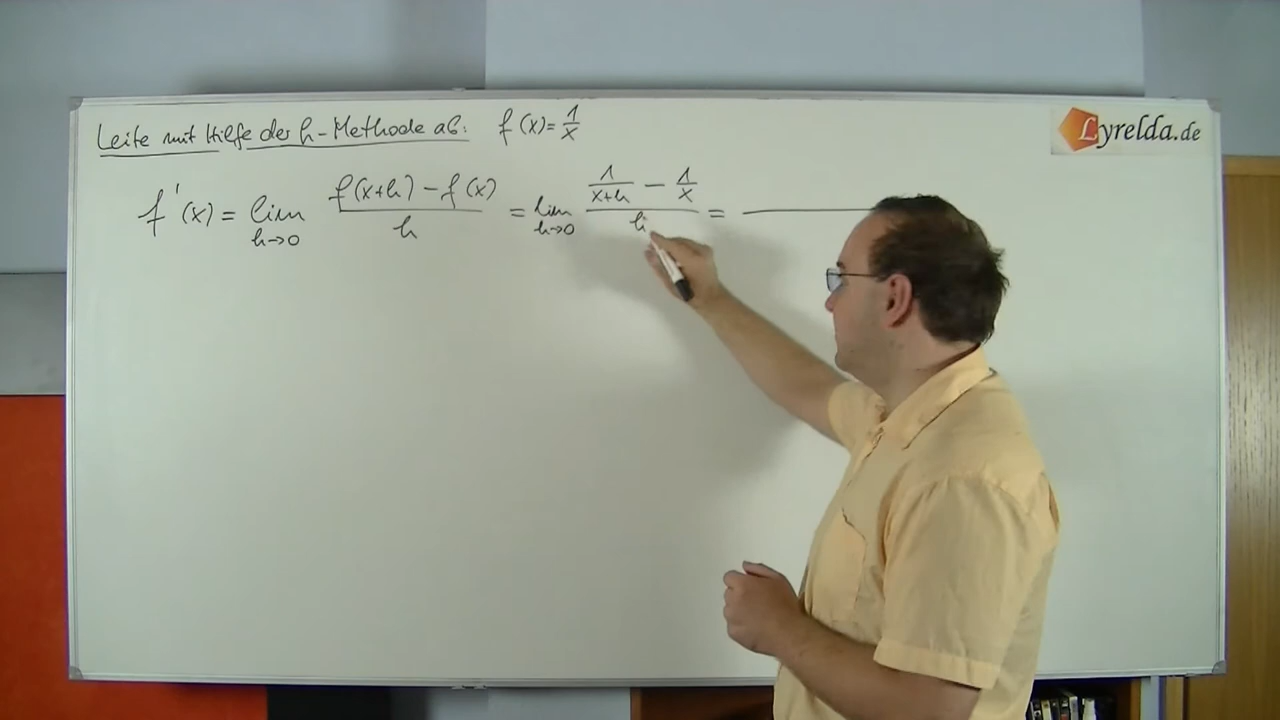 Leite mit Hilfe der h-Methode ab: f(x)=1/x
Lyrelda.de
f'(x) = lim h→0 (f(x+h) - f(x))/h = lim h→0 (1/(x+h) - 1/x)/h =